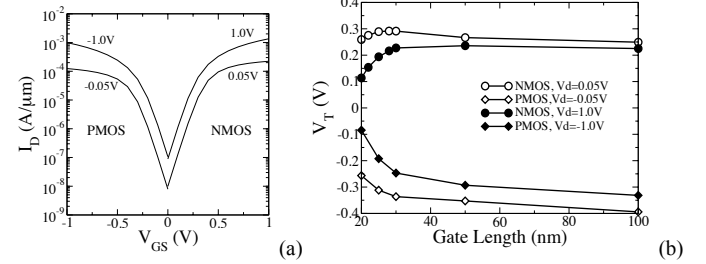 10⁻²
10⁻³
10⁻⁴
10⁻⁵
10⁻⁶
10⁻⁷
10⁻⁸
10⁻⁹
I_D (A/μm)
-1.0V
1.0V
-0.05V
0.05V
PMOS
NMOS
-1
-0.5
0
0.5
1
V_GS (V)
(a)
0.4
0.3
0.2
0.1
0
-0.1
-0.2
-0.3
-0.4
V_T (V)
NMOS, Vd=0.05V
PMOS, Vd=-0.05V
NMOS, Vd=1.0V
PMOS, Vd=-1.0V
20
40
60
80
100
Gate Length (nm)
(b)